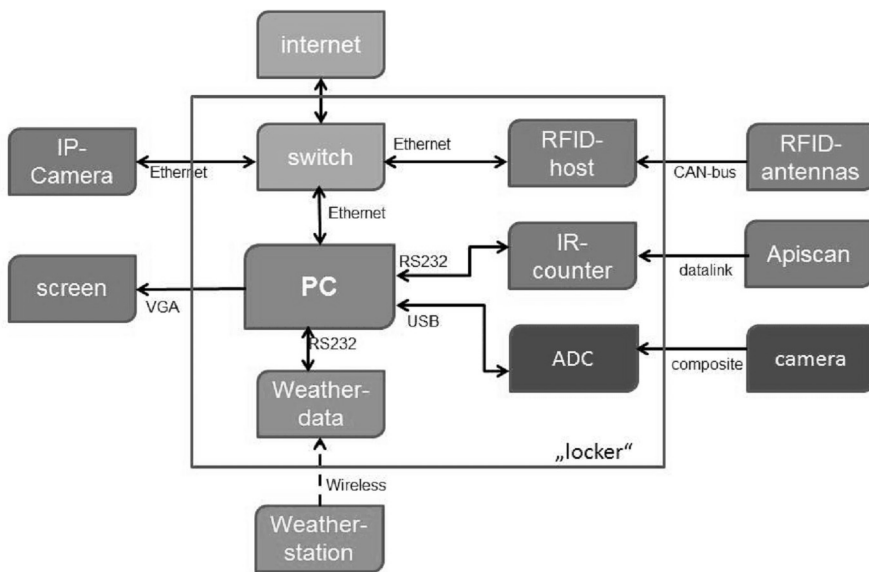 internet
IP-
Camera
Ethernet
switch
Ethernet
RFID-
host
CAN-bus
RFID-
antennas
Ethernet
screen
VGA
PC
RS232
IR-
counter
datalink
Apiscan
USB
RS232
ADC
composite
camera
Weather-
data
„locker“
Wireless
Weather-
station